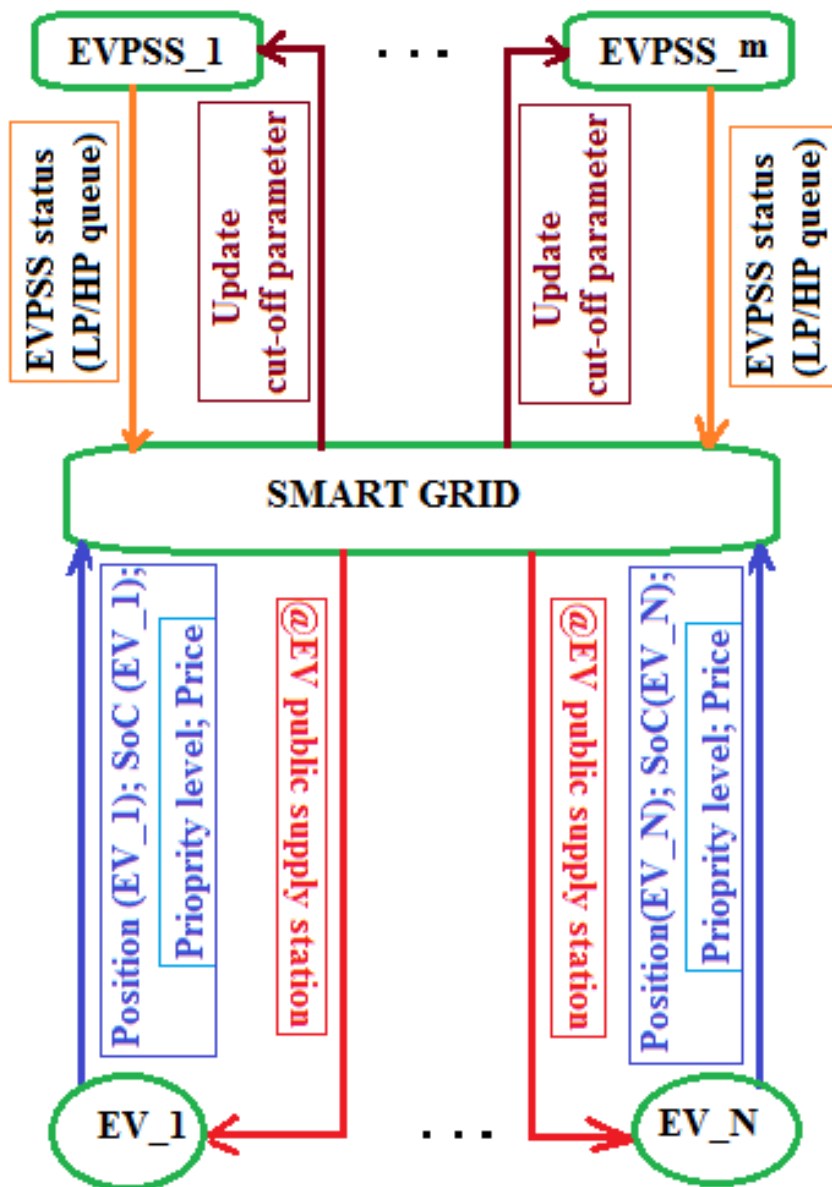 EVPSS_1
. . .
EVPSS_m
EVPSS status
(LP/HP queue)
Update
cut-off parameter
Update
cut-off parameter
EVPSS status
(LP/HP queue)
SMART GRID
Position (EV_1); SoC (EV_1);
Prioprity level; Price
@EV public supply station
@EV public supply station
Position(EV_N); SoC(EV_N);
Prioprity level; Price
EV_1
. . .
EV_N